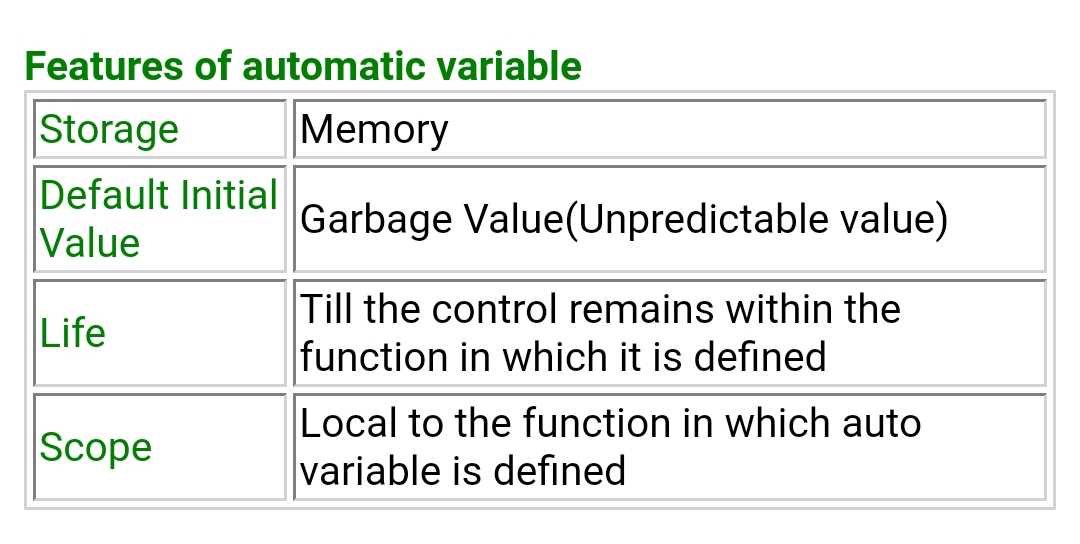 Features of automatic variable
Storage
Memory
Default Initial
Value
Garbage Value(Unpredictable value)
Life
Till the control remains within the
function in which it is defined
Scope
Local to the function in which auto
variable is defined